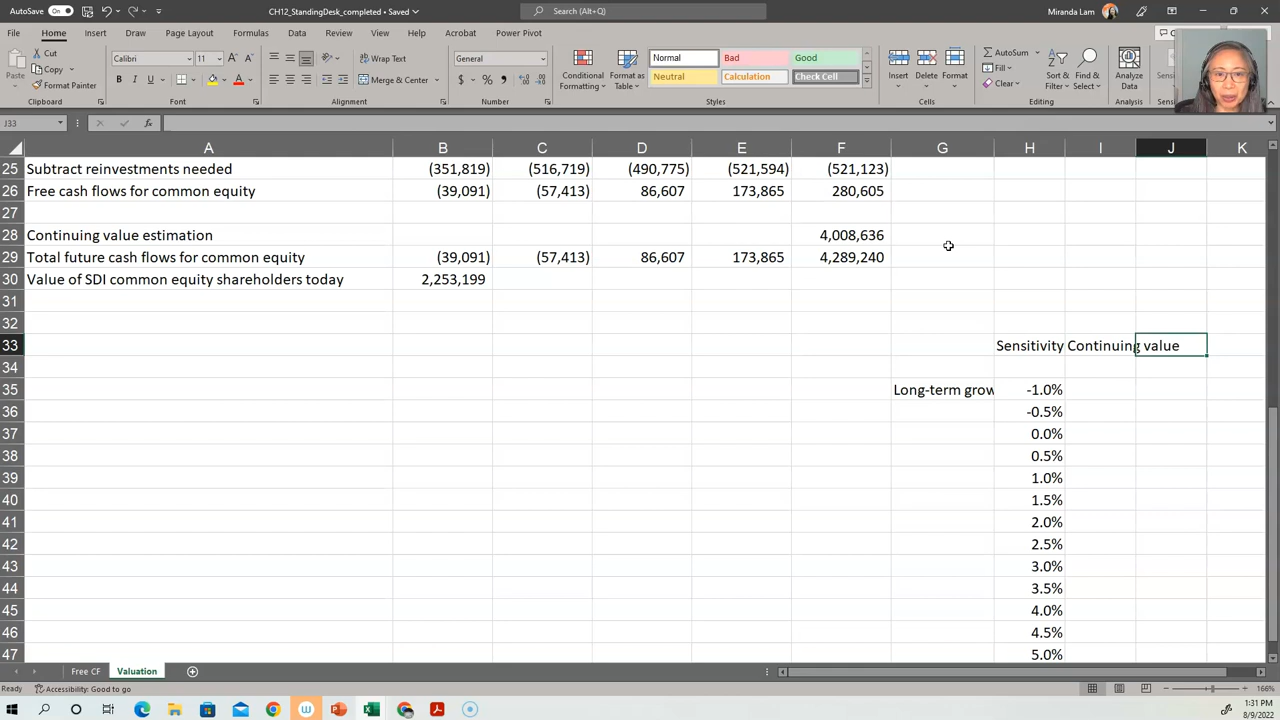 AutoSave On CH12_StandingDesk_completed • Saved Search (Alt+Q) Miranda Lam
File Home Insert Draw Page Layout Formulas Data Review View Help Acrobat Power Pivot
Paste Cut Copy Format Painter Clipboard
Calibri 11 B I U Font
Wrap Text Merge & Center Alignment
General $ % Number
Conditional Formatting Format as Table Normal Bad Good Neutral Calculation Check Cell Styles
Insert Delete Format Cells
AutoSum Fill Clear Sort & Filter Find & Select Editing
Analyze Data Analysis
J33 fx
A B C D E F G H I J K
25 Subtract reinvestments needed (351,819) (516,719) (490,775) (521,594) (521,123)
26 Free cash flows for common equity (39,091) (57,413) 86,607 173,865 280,605
27
28 Continuing value estimation 4,008,636
29 Total future cash flows for common equity (39,091) (57,413) 86,607 173,865 4,289,240
30 Value of SDI common equity shareholders today 2,253,199
31
32
33 Sensitivity Continuing value
34
35 Long-term grow -1.0%
36 -0.5%
37 0.0%
38 0.5%
39 1.0%
40 1.5%
41 2.0%
42 2.5%
43 3.0%
44 3.5%
45 4.0%
46 4.5%
47 5.0%
Free CF Valuation
Ready Accessibility: Good to go 166%
1:31 PM
8/9/2022